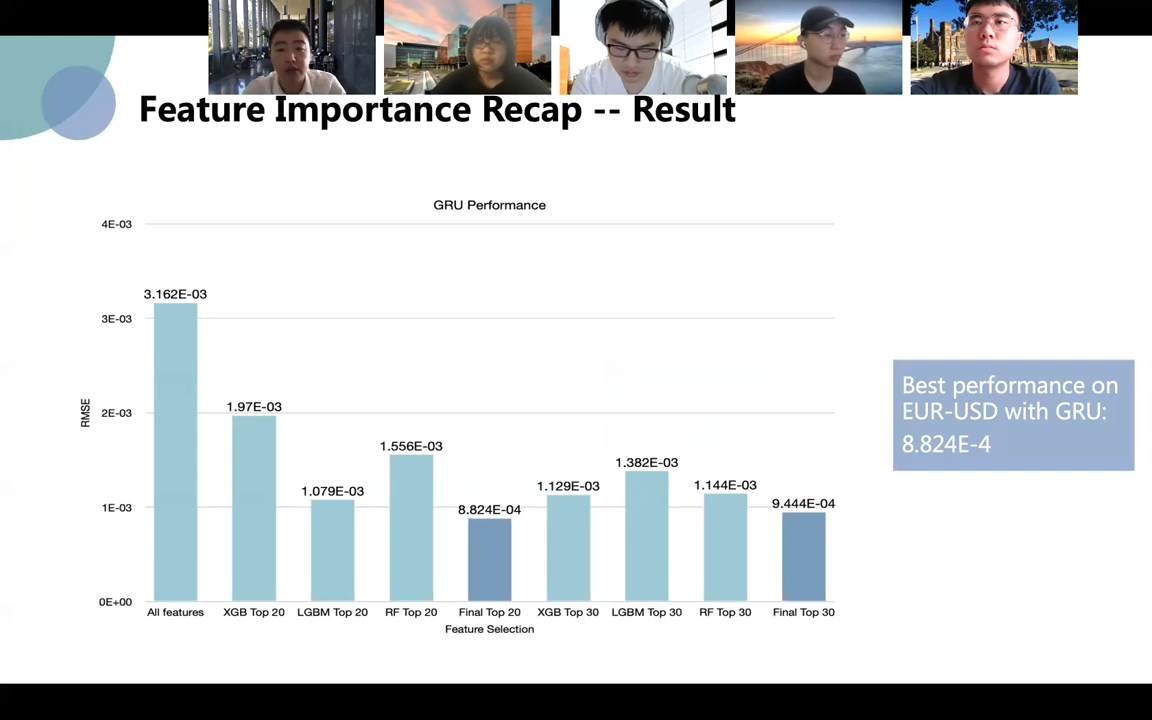 Feature Importance Recap -- Result
GRU Performance
4E-03
3E-03
2E-03
1E-03
0E+00
RMSE
3.162E-03
1.97E-03
1.079E-03
1.556E-03
8.824E-04
1.129E-03
1.382E-03
1.144E-03
9.444E-04
All features
XGB Top 20
LGBM Top 20
RF Top 20
Final Top 20
XGB Top 30
LGBM Top 30
RF Top 30
Final Top 30
Feature Selection
Best performance on
EUR-USD with GRU:
8.824E-4